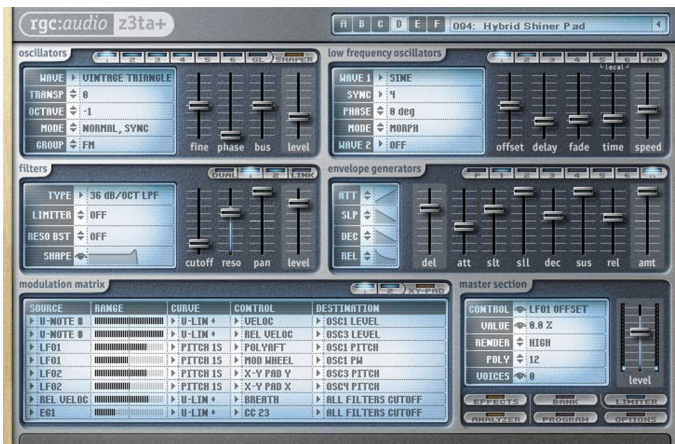 rgc:audio z3ta+
A B C D E F 094: Hybrid Shiner Pad
oscillators 1 2 3 4 5 6 GL SHAPER
WAVE VINTAGE TRIANGLE
TRANSP 0
OCTAVE -1
MODE NORMAL, SYNC
GROUP FM
fine phase bus level
low frequency oscillators 1 2 3 4 5 6 AR
local
WAVE 1 SINE
SYNC 4
PHASE 0 deg
MODE MORPH
WAVE 2 OFF
offset delay fade time speed
filters DUAL 1 2 LINK
TYPE 36 dB/OCT LPF
LIMITER OFF
RESO BST OFF
SHAPE
cutoff reso pan level
envelope generators P 1 2 3 4 5 6 A
ATT
SLP
DEC
REL
del att slt sll dec sus rel amt
modulation matrix 1 2 XY-PAD
SOURCE RANGE CURVE CONTROL DESTINATION
U-NOTE # U-LIN + VELOC OSC1 LEVEL
U-NOTE # U-LIN + REL VELOC OSC3 LEVEL
LFO1 PITCH 1S POLYAFT OSC1 PITCH
LFO1 PITCH 1S MOD WHEEL OSC1 PW
LFO2 PITCH 1S X-Y PAD Y OSC3 PITCH
LFO2 PITCH 1S X-Y PAD X OSC4 PITCH
REL VELOC U-LIN + BREATH ALL FILTERS CUTOFF
EG1 U-LIN + CC 23 ALL FILTERS CUTOFF
master section
CONTROL LFO1 OFFSET
VALUE 0.0 %
RENDER HIGH
POLY 12
VOICES 0
level
EFFECTS BANK LIMITER
ANALYZER PROGRAM OPTIONS